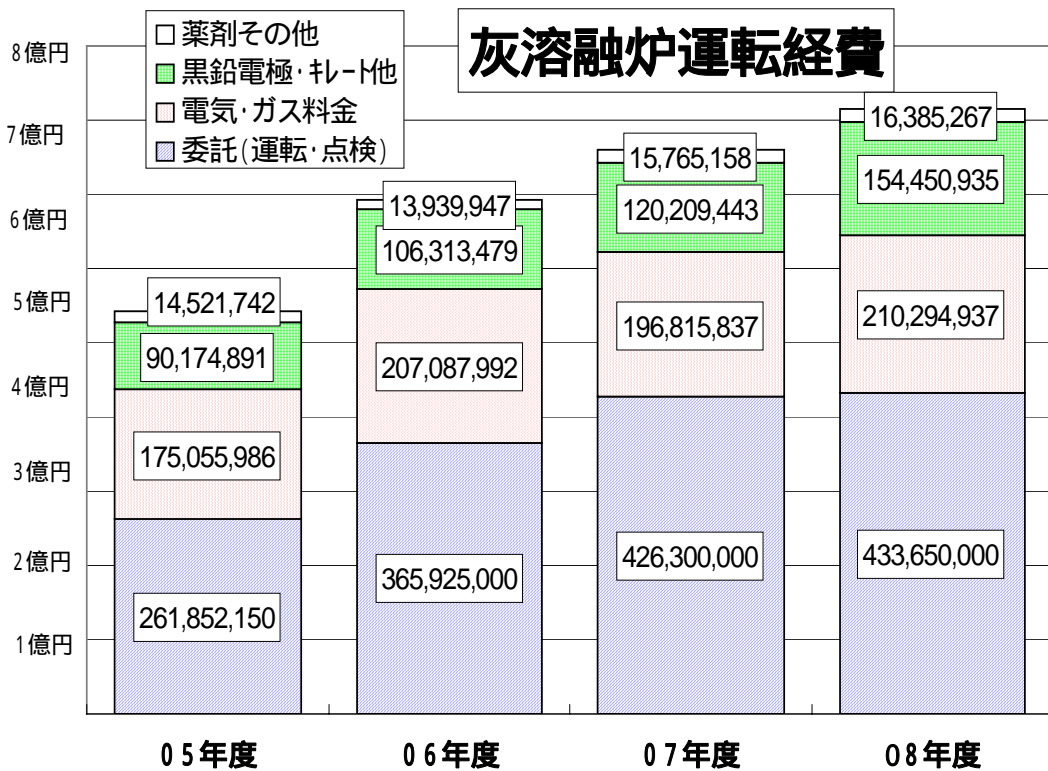 灰溶融炉運転経費
薬剤その他
黒鉛電極・ｷﾚｰﾄ他
電気・ガス料金
委託(運転・点検)
8億円
7億円
6億円
5億円
4億円
3億円
2億円
1億円
14,521,742
90,174,891
175,055,986
261,852,150
13,939,947
106,313,479
207,087,992
365,925,000
15,765,158
120,209,443
196,815,837
426,300,000
16,385,267
154,450,935
210,294,937
433,650,000
05年度
06年度
07年度
08年度